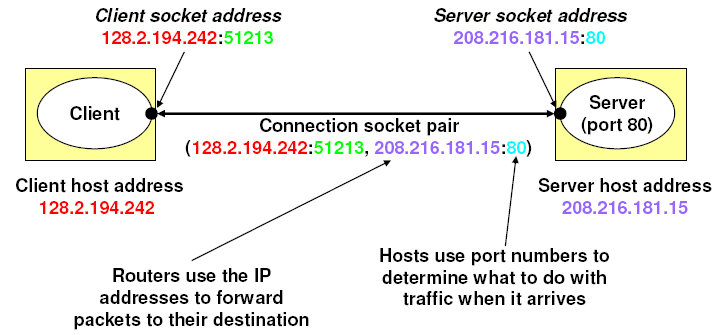 Client socket address
128.2.194.242:51213
Server socket address
208.216.181.15:80
Client
Server
(port 80)
Connection socket pair
(128.2.194.242:51213, 208.216.181.15:80)
Client host address
128.2.194.242
Server host address
208.216.181.15
Routers use the IP
addresses to forward
packets to their destination
Hosts use port numbers to
determine what to do with
traffic when it arrives